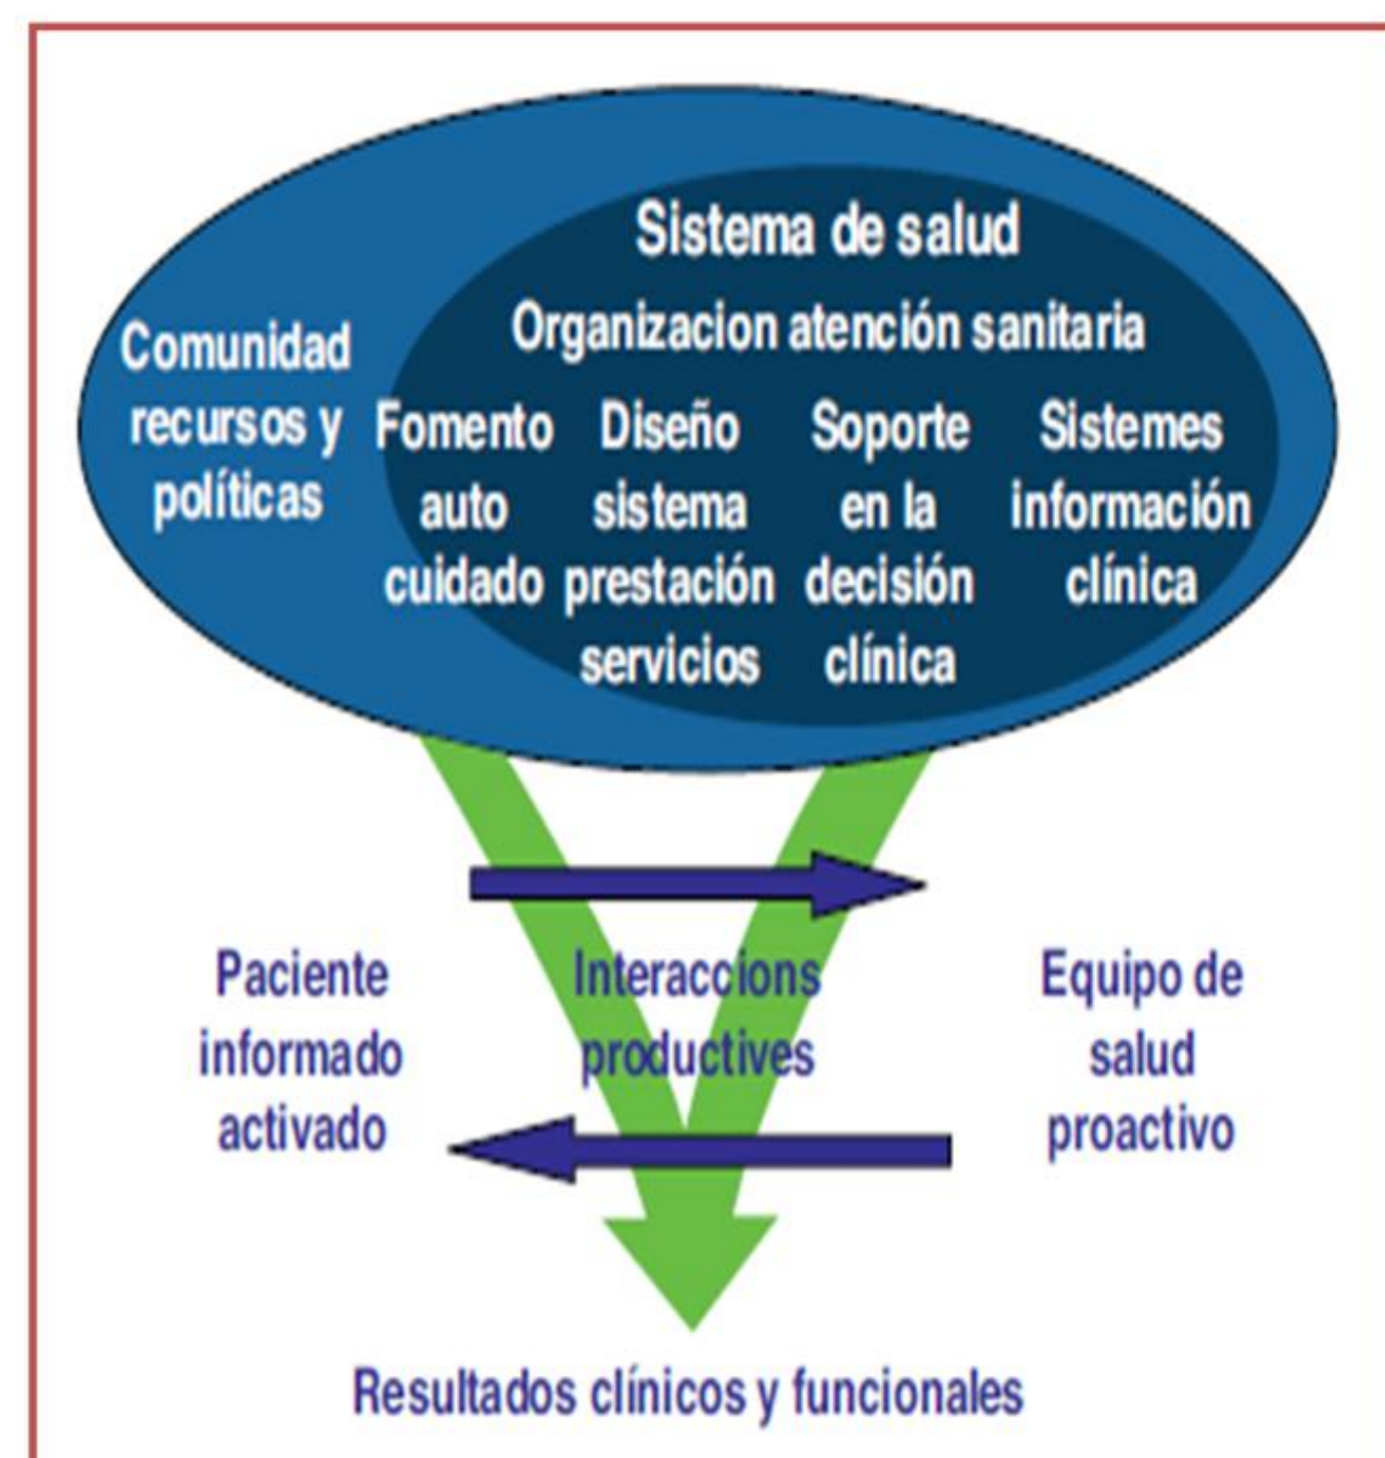 Sistema de salud
Organizacion atención sanitaria
Comunidad
recursos y
políticas
Fomento
auto
cuidado
Diseño
sistema
prestación
servicios
Soporte
en la
decisión
clínica
Sistemes
información
clínica
Paciente
informado
activado
Interaccions
productives
Equipo de
salud
proactivo
Resultados clínicos y funcionales